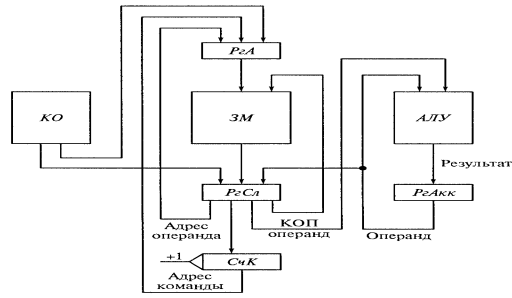 РгА
КО
ЗМ
АЛУ
Результат
РгСл
РгАкк
Адрес
операнда
КОП
операнд
Операнд
+1
СчК
Адрес
команды